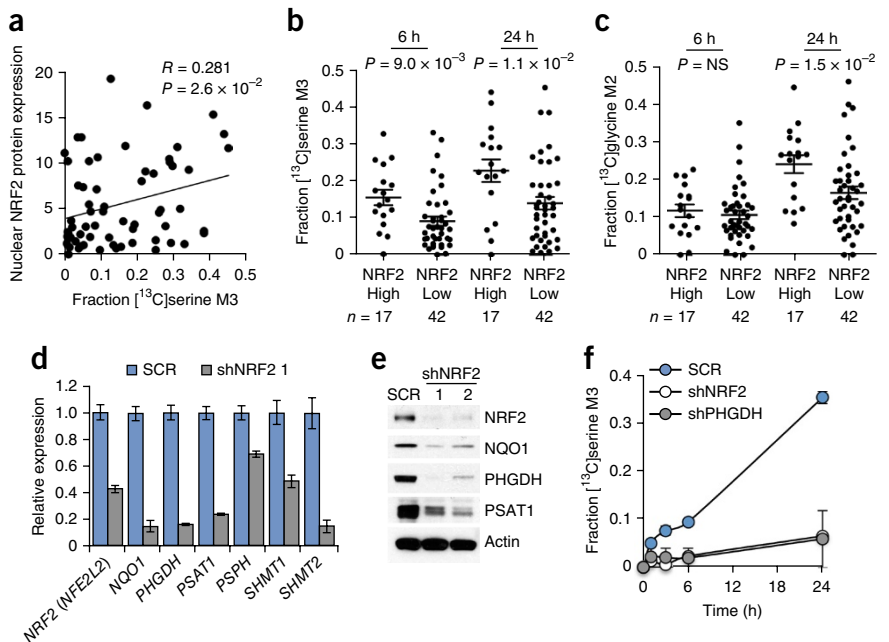 a
Nuclear NRF2 protein expression
20
15
10
5
0
R = 0.281
P = 2.6 × 10⁻²
0 0.1 0.2 0.3 0.4 0.5
Fraction [¹³C]serine M3
b
6 h 24 h
P = 9.0 × 10⁻³ P = 1.1 × 10⁻²
Fraction [¹³C]serine M3
0.5
0.4
0.3
0.2
0.1
0
NRF2 NRF2 NRF2 NRF2
High Low High Low
n = 17 42 17 42
c
6 h 24 h
P = NS P = 1.5 × 10⁻²
Fraction [¹³C]glycine M2
0.5
0.4
0.3
0.2
0.1
0
NRF2 NRF2 NRF2 NRF2
High Low High Low
17 42 17 42
d
SCR shNRF2 1
Relative expression
1.2
1.0
0.8
0.6
0.4
0.2
0
NRF2 (NFE2L2)
NQO1
PHGDH
PSAT1
PSPH
SHMT1
SHMT2
e
shNRF2
SCR 1 2
NRF2
NQO1
PHGDH
PSAT1
Actin
f
SCR
shNRF2
shPHGDH
Fraction [¹³C]serine M3
0.4
0.3
0.2
0.1
0
0 6 12 18 24
Time (h)